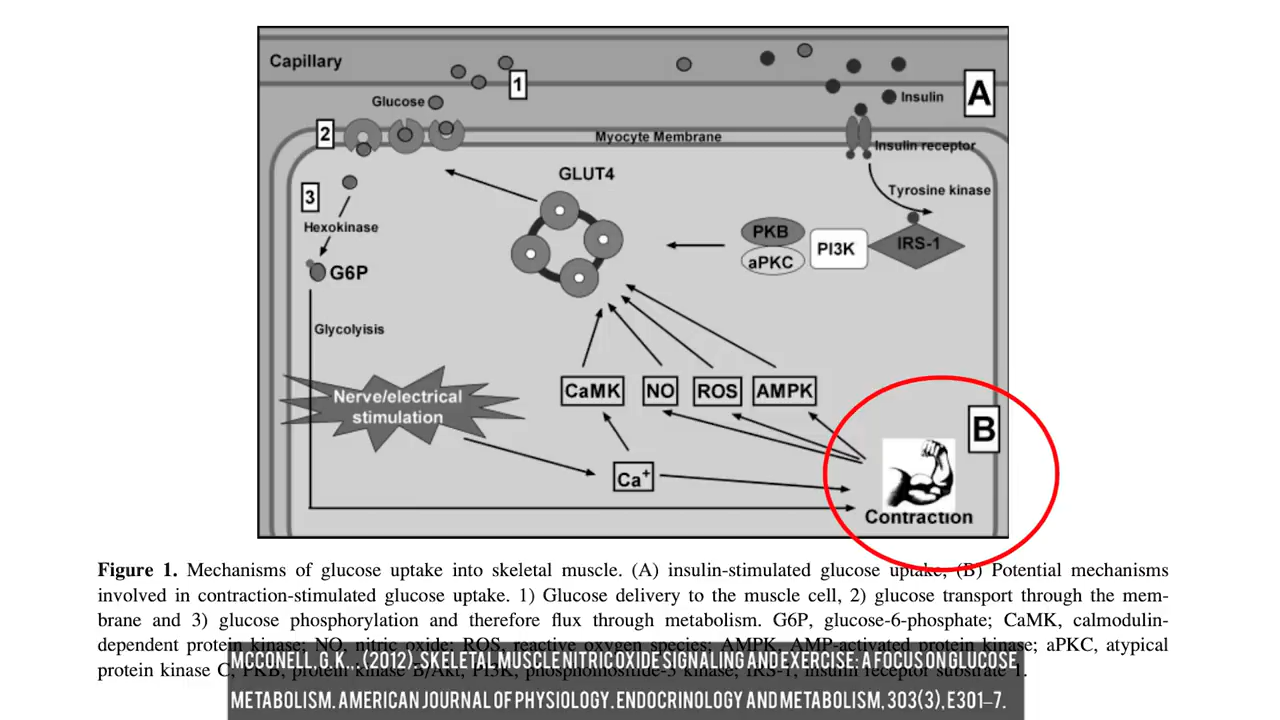 Capillary
1
A
Glucose
Insulin
2
Myocyte Membrane
Insulin receptor
GLUT4
3
Tyrosine kinase
Hexokinase
PKB
aPKC
PI3K
IRS-1
G6P
Glycolyisis
Nerve/electrical
stimulation
CaMK
NO
ROS
AMPK
B
Ca+
Contraction
Figure 1. Mechanisms of glucose uptake into skeletal muscle. (A) insulin-stimulated glucose uptake, (B) Potential mechanisms
involved in contraction-stimulated glucose uptake. 1) Glucose delivery to the muscle cell, 2) glucose transport through the mem-
brane and 3) glucose phosphorylation and therefore flux through metabolism. G6P, glucose-6-phosphate; CaMK, calmodulin-
dependent protein kinase; NO, nitric oxide; ROS, reactive oxygen species; AMPK, AMP-activated protein kinase; aPKC, atypical
protein kinase C, PKB, protein kinase B/Akt, PI3K, phosphoinositide-3 kinase, IRS-1, insulin receptor substrate 1.
MCCONELL, G.K. . . (2012). SKELETAL MUSCLE NITRIC OXIDE SIGNALING AND EXERCISE: A FOCUS ON GLUCOSE
METABOLISM. AMERICAN JOURNAL OF PHYSIOLOGY. ENDOCRINOLOGY AND METABOLISM, 303(3), E301–7.